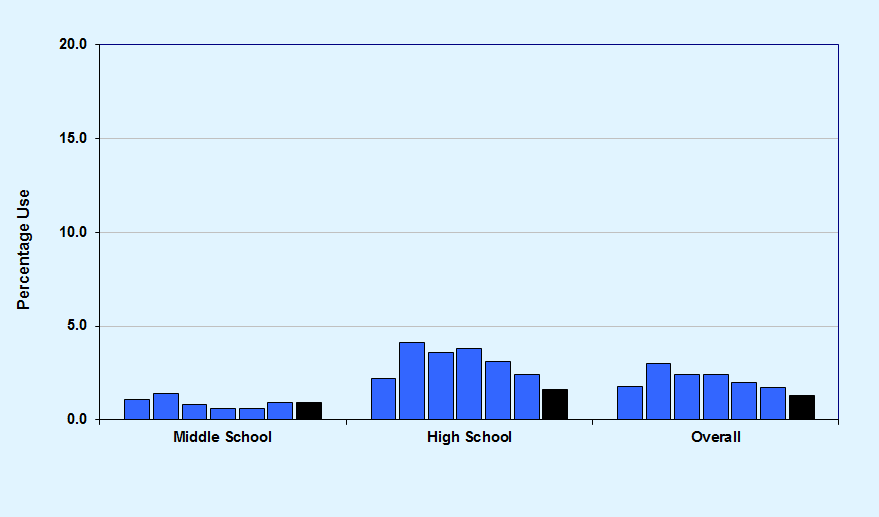 20.0
15.0
10.0
5.0
0.0
Percentage Use
Middle School
High School
Overall